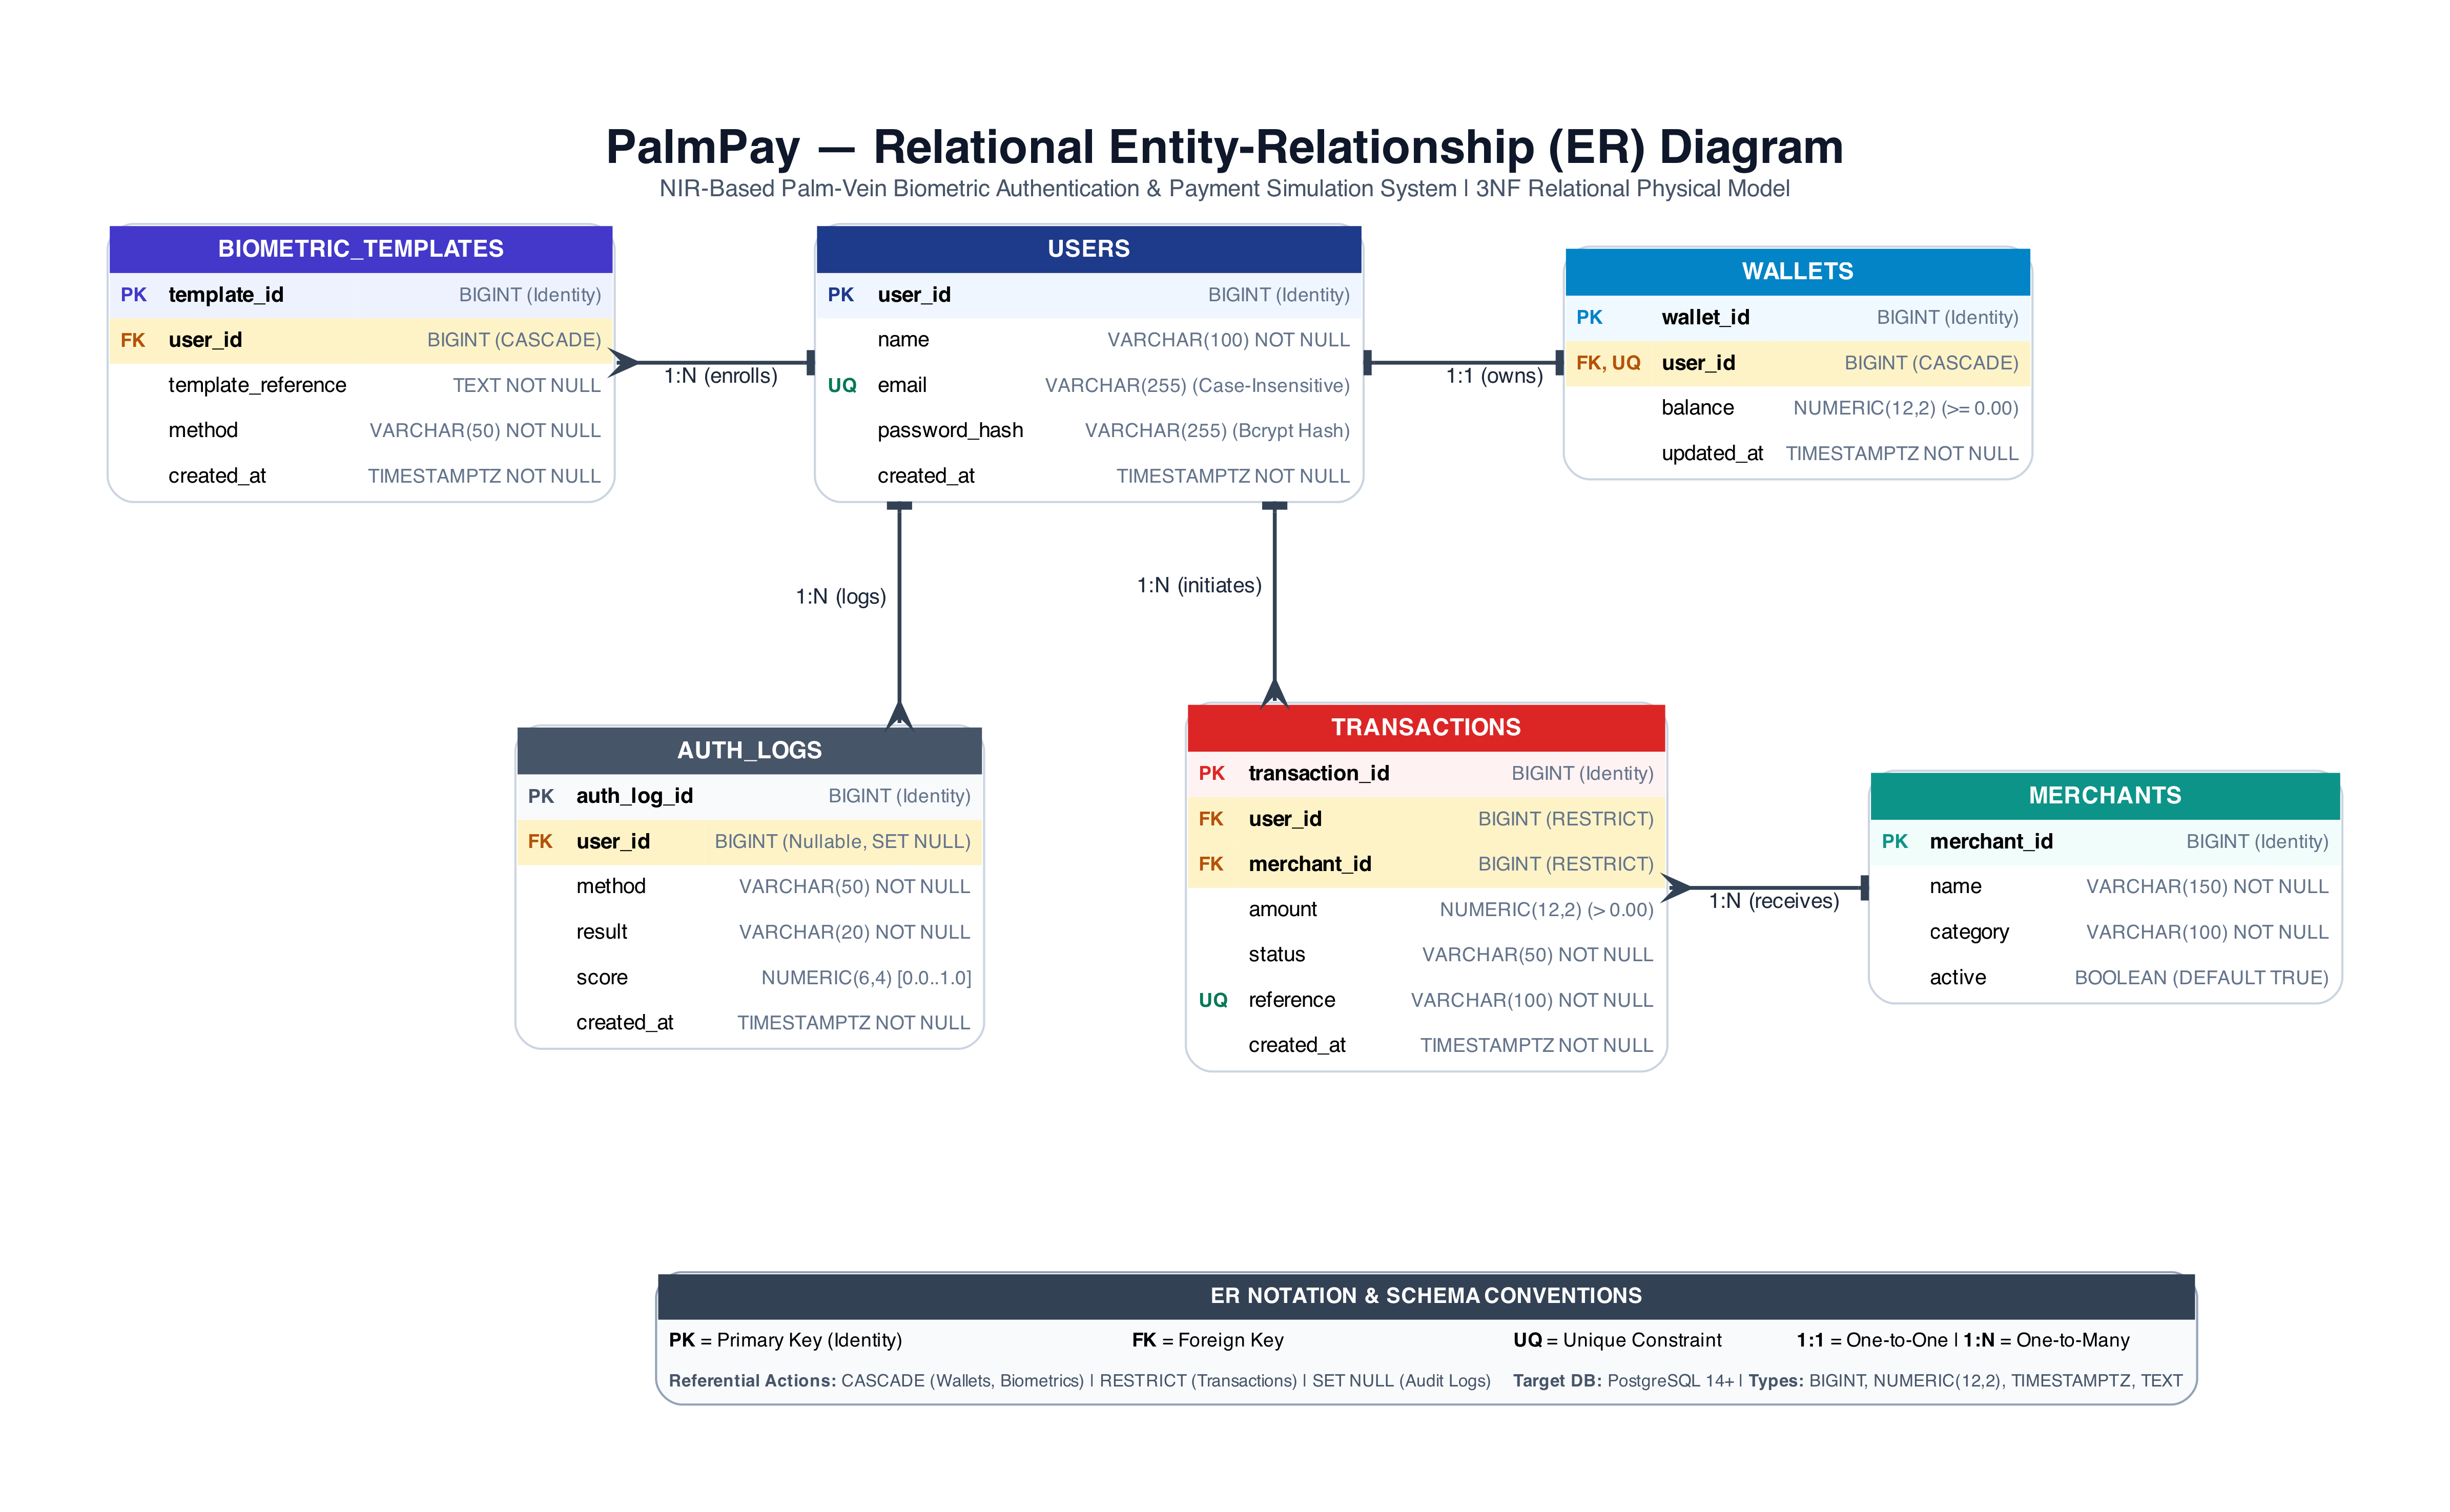 PalmPay — Relational Entity-Relationship (ER) Diagram
NIR-Based Palm-Vein Biometric Authentication & Payment Simulation System | 3NF Relational Physical Model
BIOMETRIC_TEMPLATES
PK template_id BIGINT (Identity)
FK user_id BIGINT (CASCADE)
template_reference TEXT NOT NULL
method VARCHAR(50) NOT NULL
created_at TIMESTAMPTZ NOT NULL
1:N (enrolls)
USERS
PK user_id BIGINT (Identity)
name VARCHAR(100) NOT NULL
UQ email VARCHAR(255) (Case-Insensitive)
password_hash VARCHAR(255) (Bcrypt Hash)
created_at TIMESTAMPTZ NOT NULL
1:1 (owns)
WALLETS
PK wallet_id BIGINT (Identity)
FK, UQ user_id BIGINT (CASCADE)
balance NUMERIC(12,2) (>= 0.00)
updated_at TIMESTAMPTZ NOT NULL
1:N (logs)
1:N (initiates)
AUTH_LOGS
PK auth_log_id BIGINT (Identity)
FK user_id BIGINT (Nullable, SET NULL)
method VARCHAR(50) NOT NULL
result VARCHAR(20) NOT NULL
score NUMERIC(6,4) [0.0..1.0]
created_at TIMESTAMPTZ NOT NULL
TRANSACTIONS
PK transaction_id BIGINT (Identity)
FK user_id BIGINT (RESTRICT)
FK merchant_id BIGINT (RESTRICT)
amount NUMERIC(12,2) (> 0.00)
status VARCHAR(50) NOT NULL
UQ reference VARCHAR(100) NOT NULL
created_at TIMESTAMPTZ NOT NULL
1:N (receives)
MERCHANTS
PK merchant_id BIGINT (Identity)
name VARCHAR(150) NOT NULL
category VARCHAR(100) NOT NULL
active BOOLEAN (DEFAULT TRUE)
ER NOTATION & SCHEMA CONVENTIONS
PK = Primary Key (Identity) FK = Foreign Key UQ = Unique Constraint 1:1 = One-to-One | 1:N = One-to-Many
Referential Actions: CASCADE (Wallets, Biometrics) | RESTRICT (Transactions) | SET NULL (Audit Logs) Target DB: PostgreSQL 14+ | Types: BIGINT, NUMERIC(12,2), TIMESTAMPTZ, TEXT